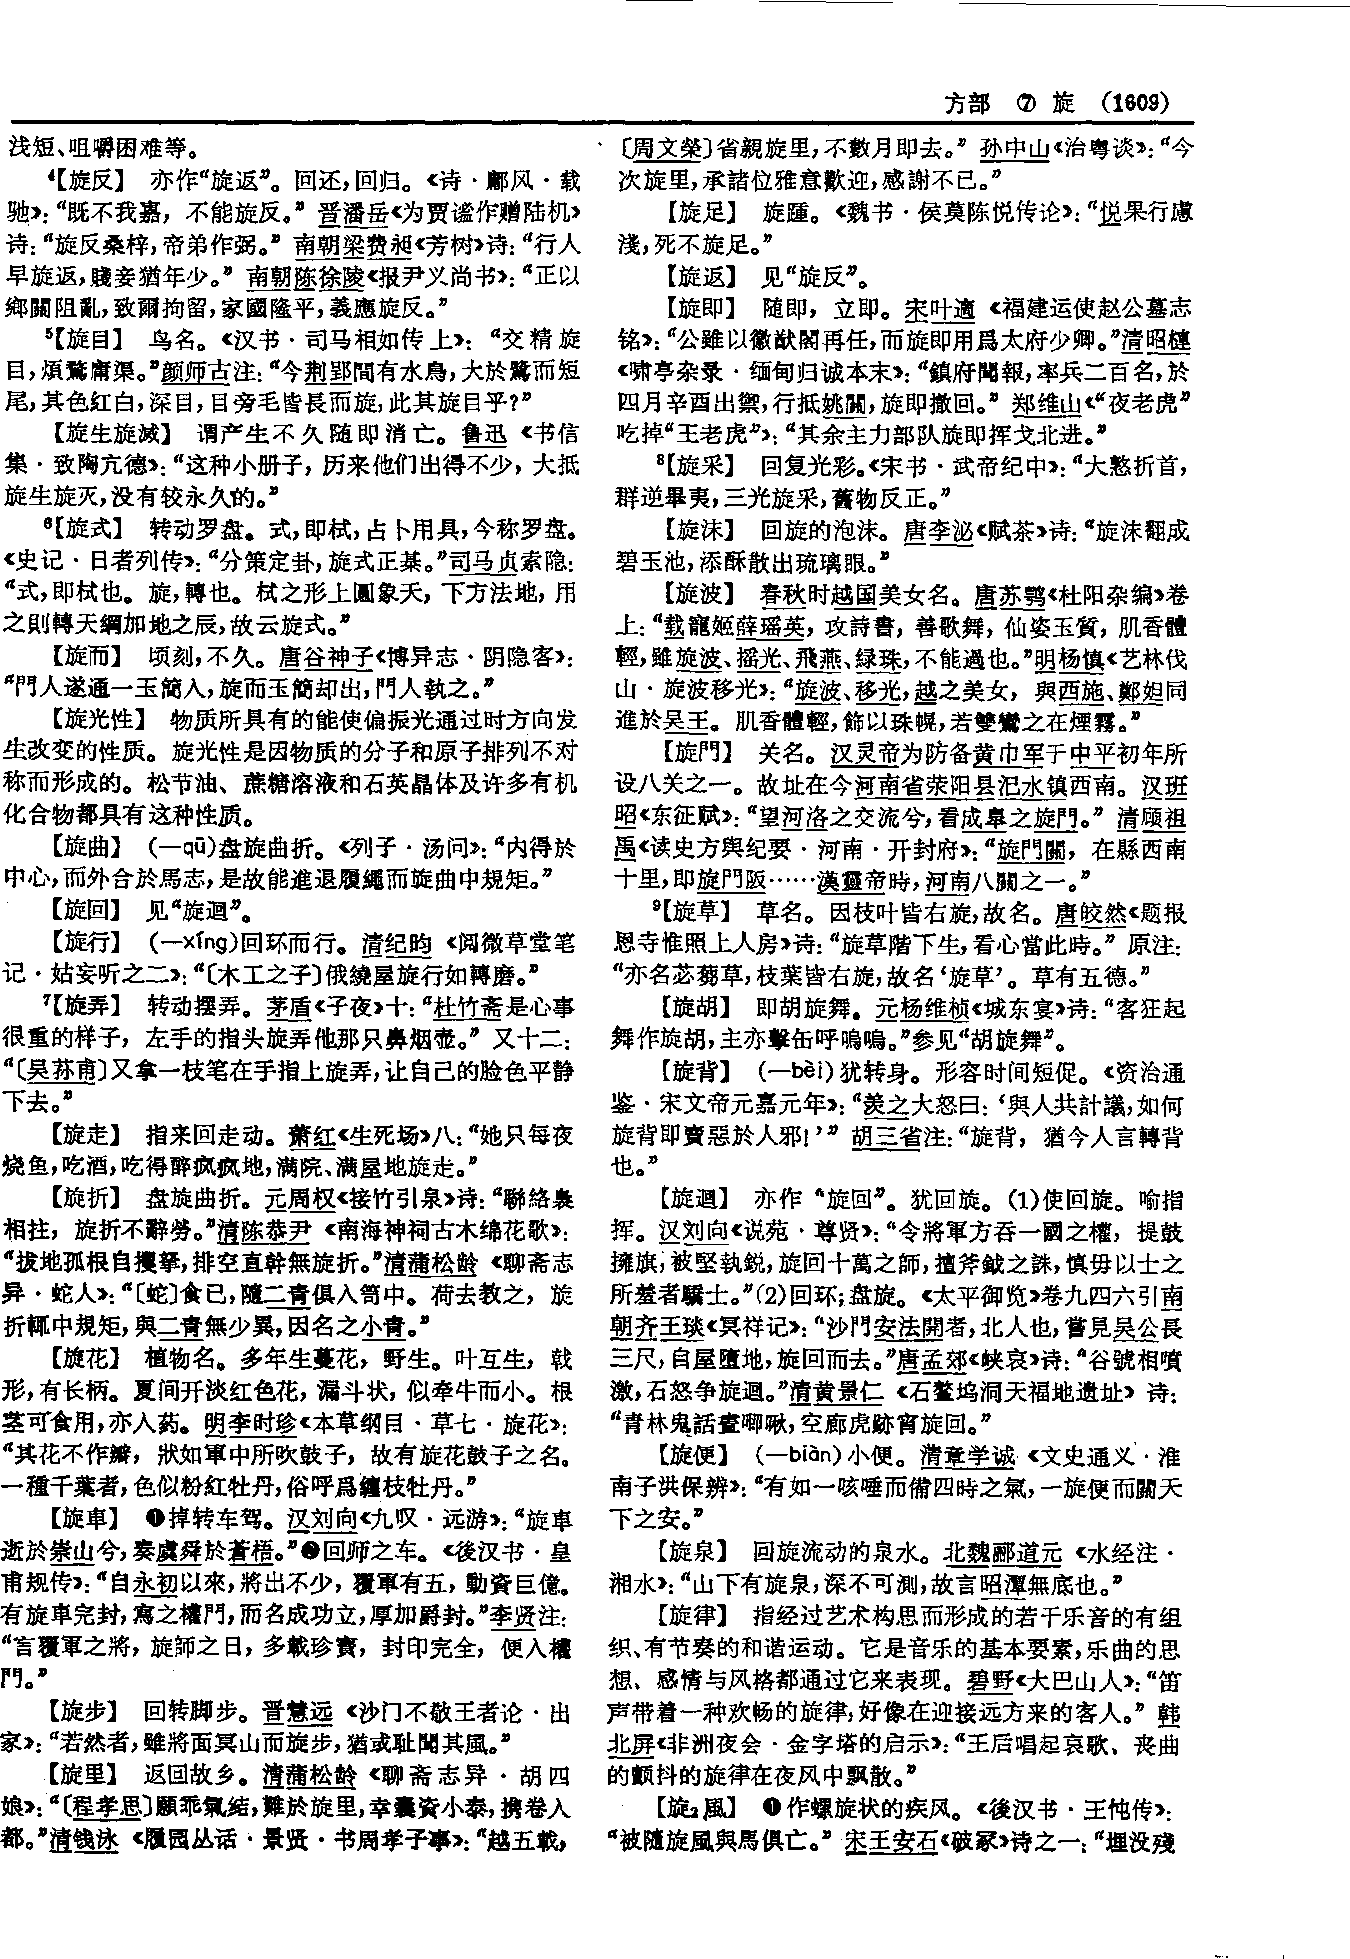 方部 ⑦ 旋 (1609)
浅短、咀嚼困难等。
⁴【旋反】 亦作“旋返”。回还,回归。《诗·鄘风·载
驰》:“既不我嘉,不能旋反。”晋潘岳《为贾谧作赠陆机》
诗:“旋反桑梓,帝弟作弼。”南朝梁费昶《芳树》诗:“行人
早旋返,賤妾猶年少。”南朝陈徐陵《报尹义尚书》:“正以
鄉關阻亂,致爾拘留,家國隆平,義應旋反。”
⁵【旋目】 鸟名。《汉书·司马相如传上》:“交精旋
目,煩鶩庸渠。”颜师古注:“今荆郢間有水鳥,大於鷺而短
尾,其色紅白,深目,目旁毛皆長而旋,此其旋目乎?”
【旋生旋滅】 谓产生不久随即消亡。鲁迅《书信
集·致陶亢德》:“这种小册子,历来他们出得不少,大抵
旋生旋灭,没有较永久的。”
⁶【旋式】 转动罗盘。式,即栻,占卜用具,今称罗盘。
《史记·日者列传》:“分策定卦,旋式正棊。”司马贞索隐:
“式,即栻也。旋,轉也。栻之形上圓象天,下方法地,用
之則轉天綱加地之辰,故云旋式。”
【旋而】 顷刻,不久。唐谷神子《博异志·阴隐客》:
“門人遂通一玉簡入,旋而玉簡却出,門人執之。”
【旋光性】 物质所具有的能使偏振光通过时方向发
生改变的性质。旋光性是因物质的分子和原子排列不对
称而形成的。松节油、蔗糖溶液和石英晶体及许多有机
化合物都具有这种性质。
【旋曲】 (—qū)盘旋曲折。《列子·汤问》:“内得於
中心,而外合於馬志,是故能進退履繩而旋曲中規矩。”
【旋回】 见“旋迴”。
【旋行】 (—xíng)回环而行。清纪昀《阅微草堂笔
记·姑妄听之二》:“〔木工之子〕俄繞屋旋行如轉磨。”
⁷【旋弄】 转动摆弄。茅盾《子夜》十:“杜竹斋是心事
很重的样子,左手的指头旋弄他那只鼻烟壶。”又十二:
“〔吴荪甫〕又拿一枝笔在手指上旋弄,让自己的脸色平静
下去。”
【旋走】 指来回走动。萧红《生死场》八:“她只每夜
烧鱼,吃酒,吃得醉疯疯地,满院、满屋地旋走。”
【旋折】 盘旋曲折。元周权《接竹引泉》诗:“聯絡裊
相拄,旋折不辭勞。”清陈恭尹《南海神祠古木绵花歌》:
“拔地孤根自攫拏,排空直幹無旋折。”清蒲松龄《聊斋志
异·蛇人》:“〔蛇〕食已,隨二青俱入笥中。荷去教之,旋
折輒中規矩,與二青無少異,因名之小青。”
【旋花】 植物名。多年生蔓花,野生。叶互生,戟
形,有长柄。夏间开淡红色花,漏斗状,似牵牛而小。根
茎可食用,亦入药。明李时珍《本草纲目·草七·旋花》:
“其花不作瓣,狀如軍中所吹鼓子,故有旋花鼓子之名。
一種千葉者,色似粉紅牡丹,俗呼爲纏枝牡丹。”
【旋車】 ❶掉转车驾。汉刘向《九叹·远游》:“旋車
逝於崇山兮,奏虞舜於蒼梧。”❷回师之车。《後汉书·皇
甫规传》:“自永初以來,將出不少,覆軍有五,動資巨億。
有旋車完封,寫之權門,而名成功立,厚加爵封。”李贤注:
“言覆軍之將,旋師之日,多載珍寶,封印完全,便入權
門。”
【旋步】 回转脚步。晋慧远《沙门不敬王者论·出
家》:“若然者,雖將面冥山而旋步,猶或耻聞其風。”
【旋里】 返回故乡。清蒲松龄《聊斋志异·胡四
娘》:“〔程孝思〕願乖氣結,難於旋里,幸囊資小泰,携卷入
都。”清钱泳《履园丛话·景贤·书周孝子事》:“越五載,
〔周文榮〕省親旋里,不數月即去。”孙中山《治粤谈》:“今
次旋里,承諸位雅意歡迎,感謝不已。”
【旋足】 旋踵。《魏书·侯莫陈悦传论》:“悦果行慮
淺,死不旋足。”
【旋返】 见“旋反”。
【旋即】 随即,立即。宋叶適《福建运使赵公墓志
铭》:“公雖以徽猷閣再任,而旋即用爲太府少卿。”清昭槤
《啸亭杂录·缅甸归诚本末》:“鎮府聞報,率兵二百名,於
四月辛酉出禦,行抵姚關,旋即撤回。”郑维山《“夜老虎”
吃掉“王老虎”》:“其余主力部队旋即挥戈北进。”
⁸【旋采】 回复光彩。《宋书·武帝纪中》:“大憝折首,
群逆畢夷,三光旋采,舊物反正。”
【旋沫】 回旋的泡沫。唐李泌《赋茶》诗:“旋沫翻成
碧玉池,添酥散出琉璃眼。”
【旋波】 春秋时越国美女名。唐苏鹗《杜阳杂编》卷
上:“载寵姬薛瑶英,攻詩書,善歌舞,仙姿玉質,肌香體
輕,雖旋波、摇光、飛燕、緑珠,不能過也。”明杨慎《艺林伐
山·旋波移光》:“旋波、移光,越之美女,與西施、鄭妲同
進於吴王。肌香體輕,飾以珠幌,若雙鸞之在煙霧。”
【旋門】 关名。汉灵帝为防备黄巾军于中平初年所
设八关之一。故址在今河南省荥阳县汜水镇西南。汉班
昭《东征赋》:“望河洛之交流兮,看成皋之旋門。”清顾祖
禹《读史方舆纪要·河南·开封府》:“旋門關,在縣西南
十里,即旋門阪……漢靈帝時,河南八關之一。”
⁹【旋草】 草名。因枝叶皆右旋,故名。唐皎然《题报
恩寺惟照上人房》诗:“旋草階下生,看心當此時。”原注:
“亦名苾蒭草,枝葉皆右旋,故名‘旋草’。草有五德。”
【旋胡】 即胡旋舞。元杨维桢《城东宴》诗:“客狂起
舞作旋胡,主亦擊缶呼嗚嗚。”参见“胡旋舞”。
【旋背】 (—bèi)犹转身。形容时间短促。《资治通
鉴·宋文帝元嘉元年》:“羡之大怒曰:‘與人共計議,如何
旋背即賣惡於人邪!’”胡三省注:“旋背,猶今人言轉背
也。”
【旋迴】 亦作“旋回”。犹回旋。(1)使回旋。喻指
挥。汉刘向《说苑·尊贤》:“令將軍方吞一國之權,提鼓
擁旗,被堅執鋭,旋回十萬之師,擅斧鉞之誅,慎毋以士之
所羞者驕士。”(2)回环;盘旋。《太平御览》卷九四六引南
朝齐王琰《冥祥记》:“沙門安法開者,北人也,嘗見吴公長
三尺,自屋墮地,旋回而去。”唐孟郊《峡哀》诗:“谷號相噴
激,石怒争旋迴。”清黄景仁《石鳌坞洞天福地遗址》诗:
“青林鬼話晝唧啾,空廊虎跡宵旋回。”
【旋便】 (—biàn)小便。清章学诚《文史通义·淮
南子洪保辨》:“有如一咳唾而備四時之氣,一旋便而關天
下之安。”
【旋泉】 回旋流动的泉水。北魏郦道元《水经注·
湘水》:“山下有旋泉,深不可測,故言昭潭無底也。”
【旋律】 指经过艺术构思而形成的若干乐音的有组
织、有节奏的和谐运动。它是音乐的基本要素,乐曲的思
想、感情与风格都通过它来表现。碧野《大巴山人》:“笛
声带着一种欢畅的旋律,好像在迎接远方来的客人。”韩
北屏《非洲夜会·金字塔的启示》:“王后唱起哀歌、丧曲
的颤抖的旋律在夜风中飘散。”
【旋₂風】 ❶作螺旋状的疾风。《後汉书·王忳传》:
“被隨旋風與馬俱亡。”宋王安石《破冢》诗之一:“埋没殘